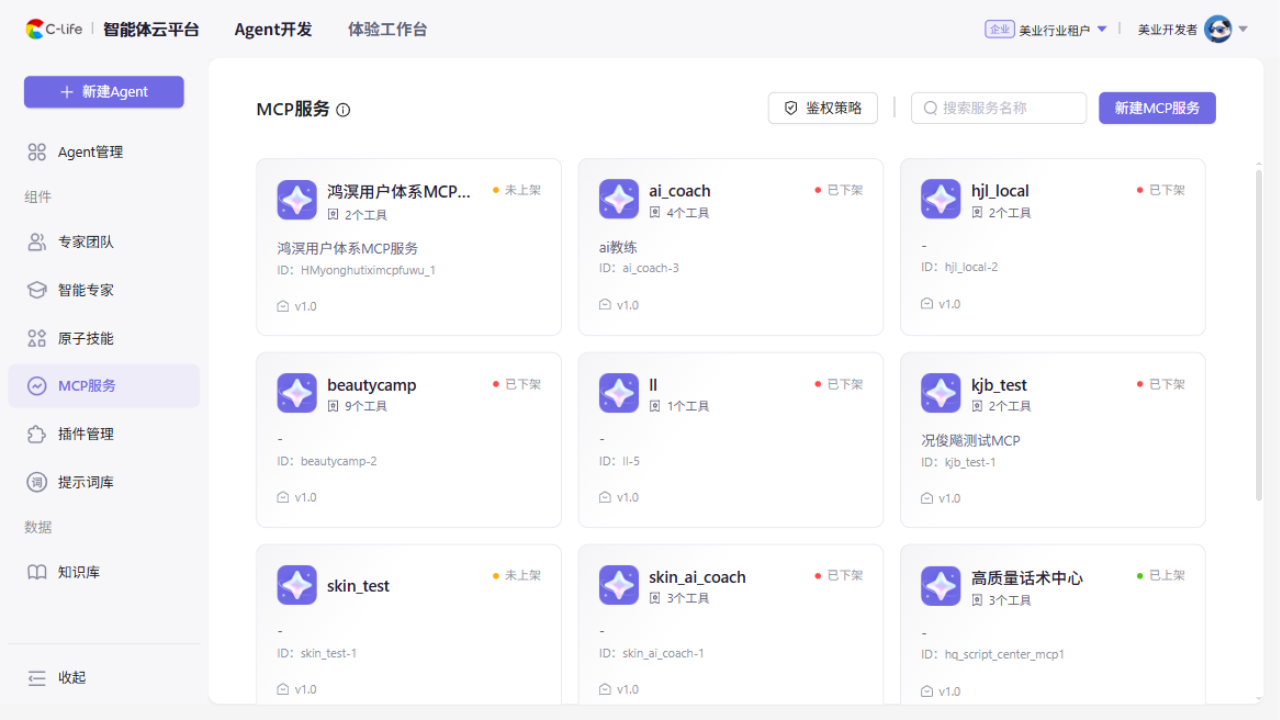 C-life 智能体云平台 Agent开发 体验工作台 企业 美业行业租户 美业开发者
新建Agent
Agent管理
组件
专家团队
智能专家
原子技能
MCP服务
插件管理
词 提示词库
数据
知识库
收起
MCP服务 鉴权策略 搜索服务名称 新建MCP服务
鸿溟用户体系MCP... 未上架
2个工具
鸿溟用户体系MCP服务
ID: HMyonghutiximcpfuwu_1
v1.0
ai_coach 已下架
4个工具
ai教练
ID: ai_coach-3
v1.0
hjl_local 已下架
2个工具
-
ID: hjl_local-2
v1.0
beautycamp 已下架
9个工具
-
ID: beautycamp-2
v1.0
ll 已下架
1个工具
-
ID: ll-5
v1.0
kjb_test 已下架
2个工具
况俊飚测试MCP
ID: kjb_test-1
v1.0
skin_test 未上架
-
ID: skin_test-1
v1.0
skin_ai_coach 已下架
3个工具
-
ID: skin_ai_coach-1
v1.0
高质量话术中心 已上架
3个工具
-
ID: hq_script_center_mcp1
v1.0